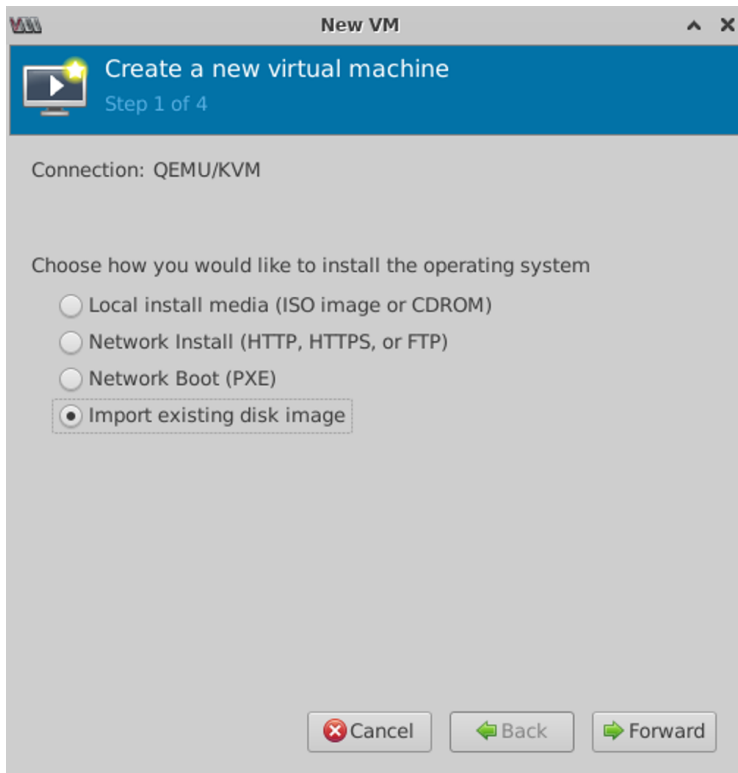 New VM
Create a new virtual machine
Step 1 of 4
Connection: QEMU/KVM
Choose how you would like to install the operating system
Local install media (ISO image or CDROM)
Network Install (HTTP, HTTPS, or FTP)
Network Boot (PXE)
Import existing disk image
Cancel Back Forward